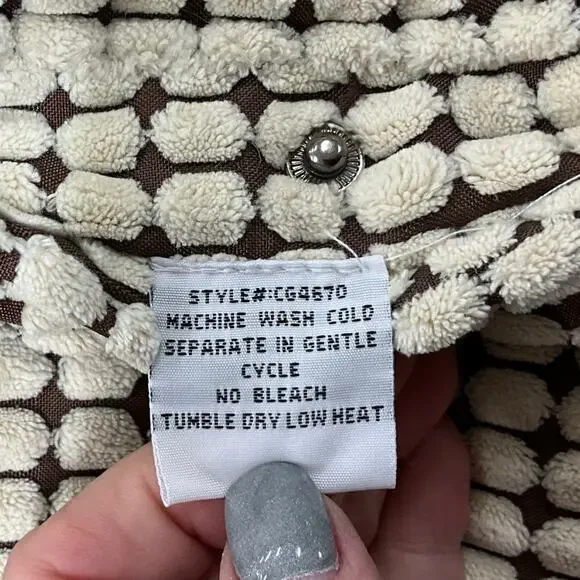 STYLE#:CG4670
MACHINE WASH COLD
SEPARATE IN GENTLE
CYCLE
NO BLEACH
TUMBLE DRY LOW HEAT